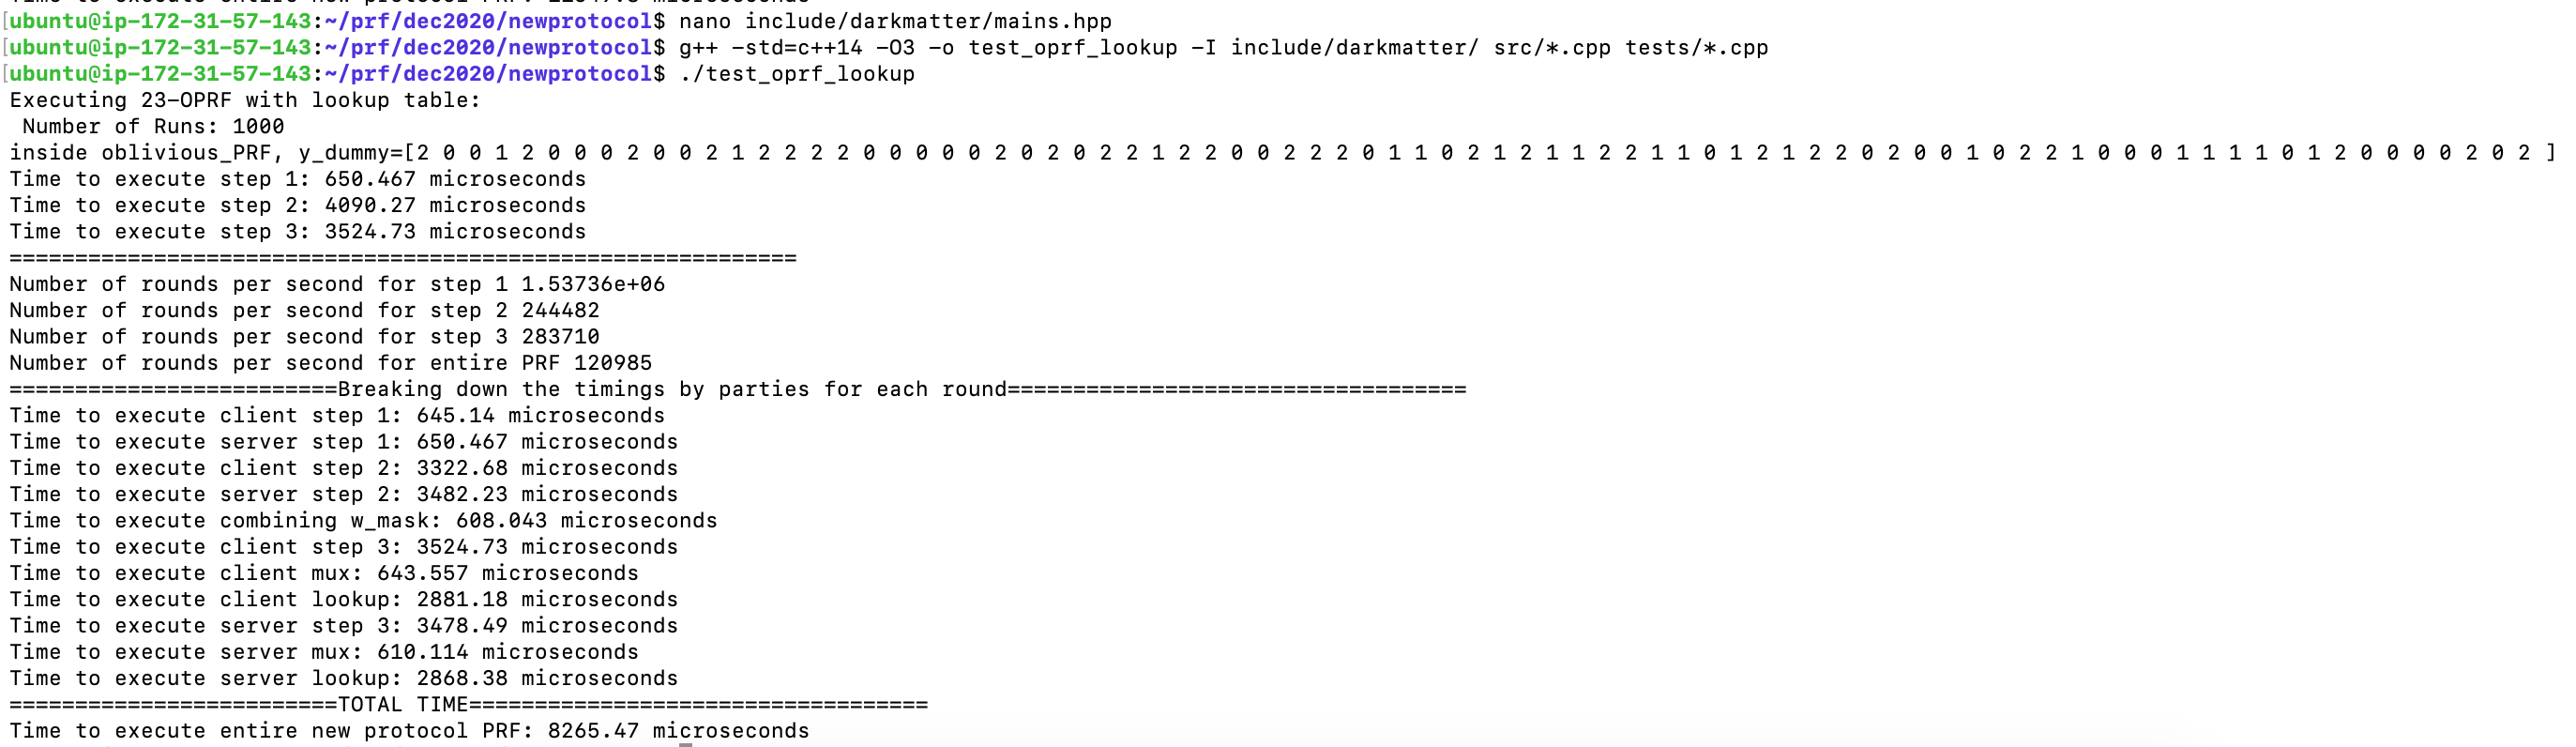 [ubuntu@ip-172-31-57-143:~/prf/dec2020/newprotocol$ nano include/darkmatter/mains.hpp
[ubuntu@ip-172-31-57-143:~/prf/dec2020/newprotocol$ g++ -std=c++14 -O3 -o test_oprf_lookup -I include/darkmatter/ src/*.cpp tests/*.cpp
[ubuntu@ip-172-31-57-143:~/prf/dec2020/newprotocol$ ./test_oprf_lookup
Executing 23-OPRF with lookup table:
 Number of Runs: 1000
inside oblivious_PRF, y_dummy=[2 0 0 1 2 0 0 0 2 0 0 2 1 2 2 2 2 0 0 0 0 0 2 0 2 0 2 2 1 2 2 0 0 2 2 2 0 1 1 0 2 1 2 1 1 2 2 1 1 0 1 2 1 2 2 0 2 0 0 1 0 2 2 1 0 0 0 1 1 1 1 0 1 2 0 0 0 0 2 0 2 ]
Time to execute step 1: 650.467 microseconds
Time to execute step 2: 4090.27 microseconds
Time to execute step 3: 3524.73 microseconds
============================================================
Number of rounds per second for step 1 1.53736e+06
Number of rounds per second for step 2 244482
Number of rounds per second for step 3 283710
Number of rounds per second for entire PRF 120985
=========================Breaking down the timings by parties for each round===================================
Time to execute client step 1: 645.14 microseconds
Time to execute server step 1: 650.467 microseconds
Time to execute client step 2: 3322.68 microseconds
Time to execute server step 2: 3482.23 microseconds
Time to execute combining w_mask: 608.043 microseconds
Time to execute client step 3: 3524.73 microseconds
Time to execute client mux: 643.557 microseconds
Time to execute client lookup: 2881.18 microseconds
Time to execute server step 3: 3478.49 microseconds
Time to execute server mux: 610.114 microseconds
Time to execute server lookup: 2868.38 microseconds
=========================TOTAL TIME===================================
Time to execute entire new protocol PRF: 8265.47 microseconds